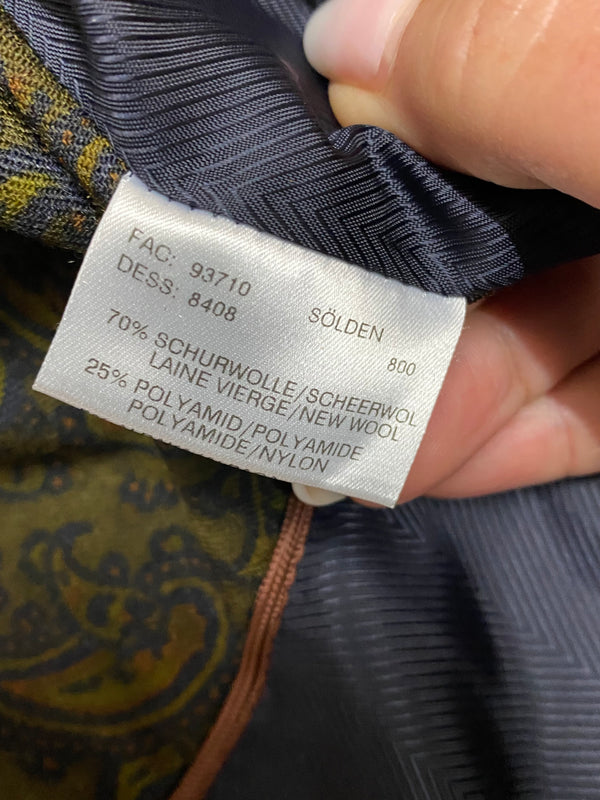 FAC: 93710
DESS: 8408
SÖLDEN
800
70% SCHURWOLLE/SCHEERWOL
LAINE VIERGE/NEW WOOL
25% POLYAMID/POLYAMIDE
POLYAMIDE/NYLON